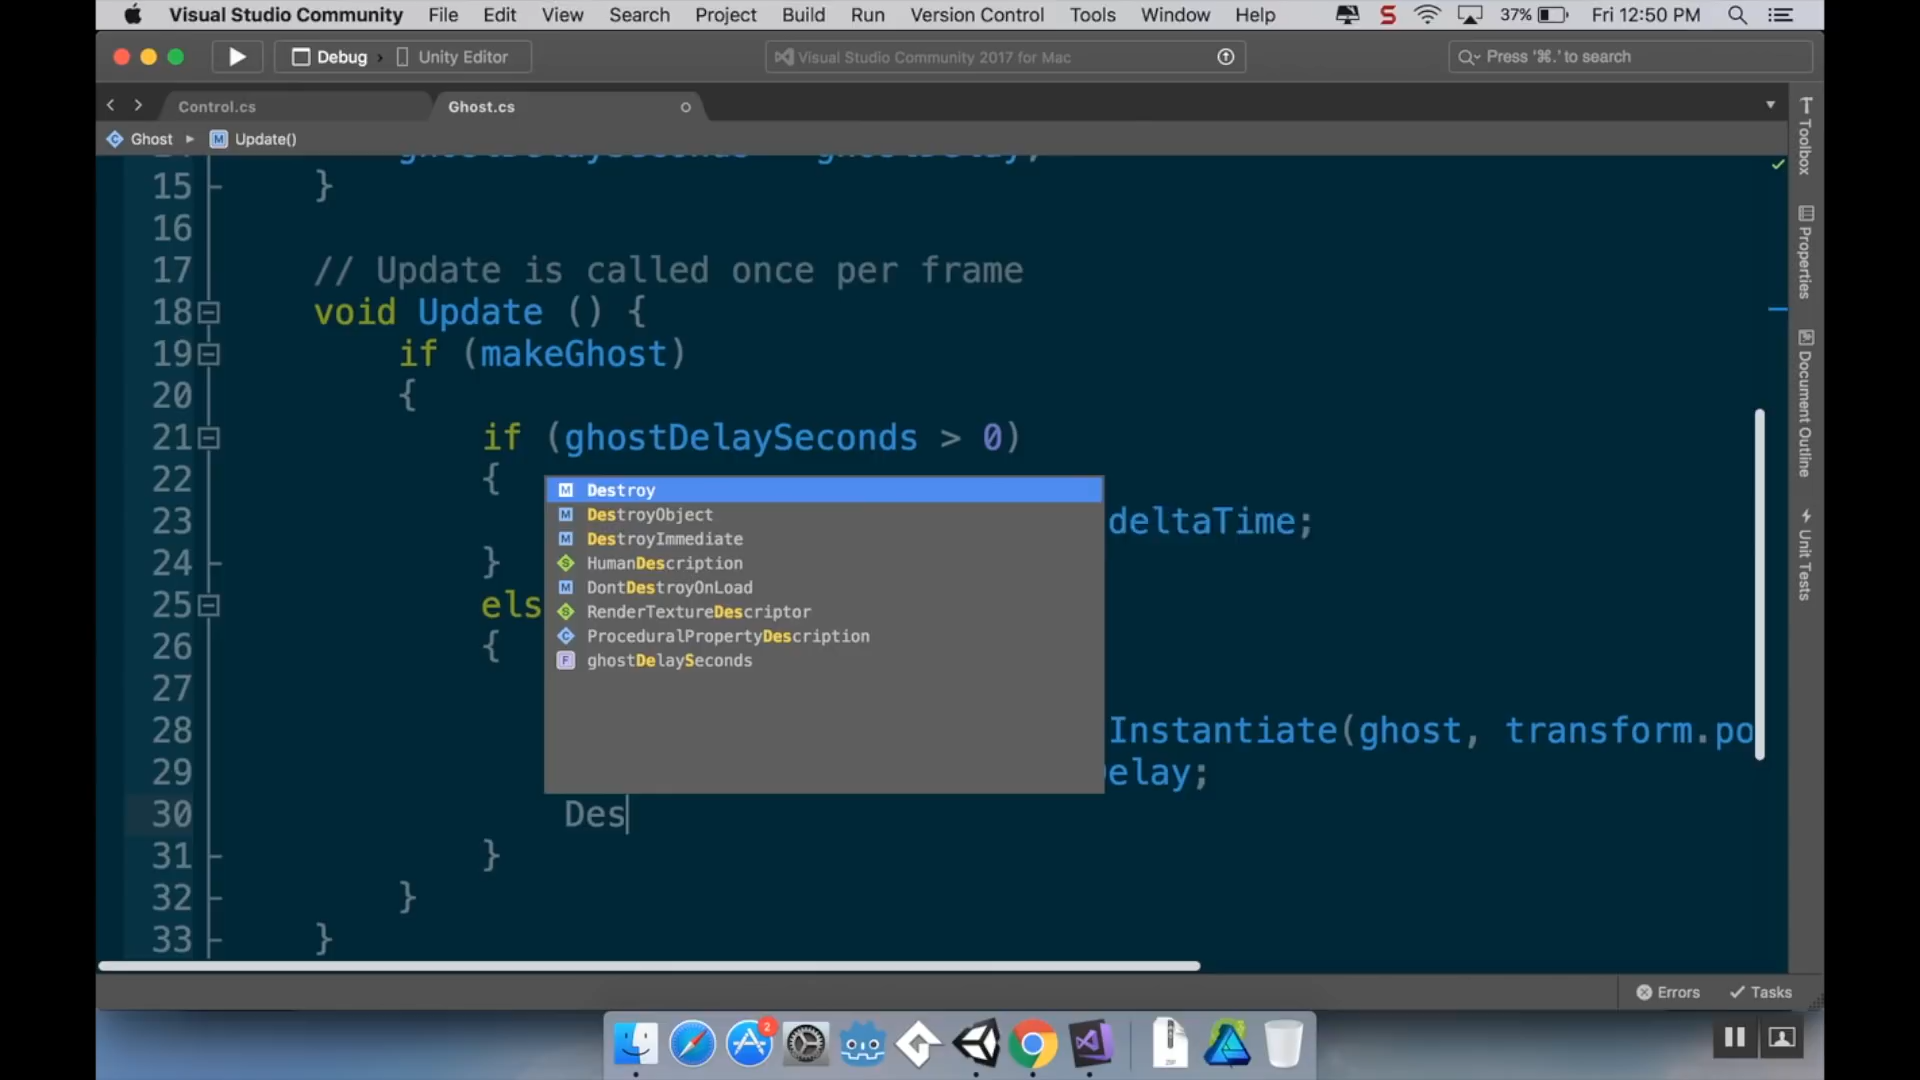 Visual Studio Community File Edit View Search Project Build Run Version Control Tools Window Help S 37% Fri 12:50 PM
Debug Unity Editor Visual Studio Community 2017 for Mac Press '⌘.' to search
Control.cs Ghost.cs
Ghost M Update()
15 }
16
17 // Update is called once per frame
18 void Update () {
19 if (makeGhost)
20 {
21 if (ghostDelaySeconds > 0)
22 {
23 deltaTime;
24 }
25 els
26 {
27
28 Instantiate(ghost, transform.po
29 elay;
30 Des
31 }
32 }
33 }
M Destroy
M DestroyObject
M DestroyImmediate
S HumanDescription
M DontDestroyOnLoad
S RenderTextureDescriptor
C ProceduralPropertyDescription
F ghostDelaySeconds
Toolbox
Properties
Document Outline
Unit Tests
Errors Tasks
2
ZIP